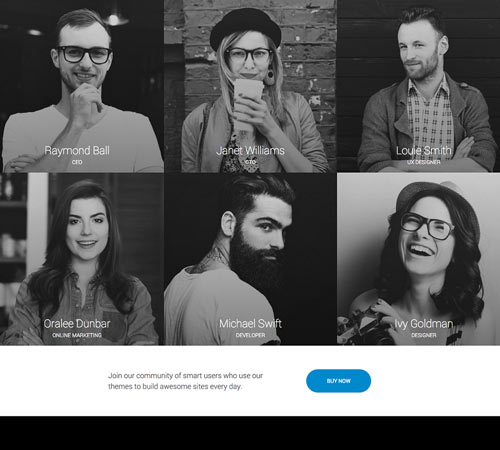 Raymond Ball
CEO
Janet Williams
CTO
Louie Smith
UX DESIGNER
Oralee Dunbar
ONLINE MARKETING
Michael Swift
DEVELOPER
Ivy Goldman
DESIGNER
Join our community of smart users who use our
themes to build awesome sites every day.
BUY NOW